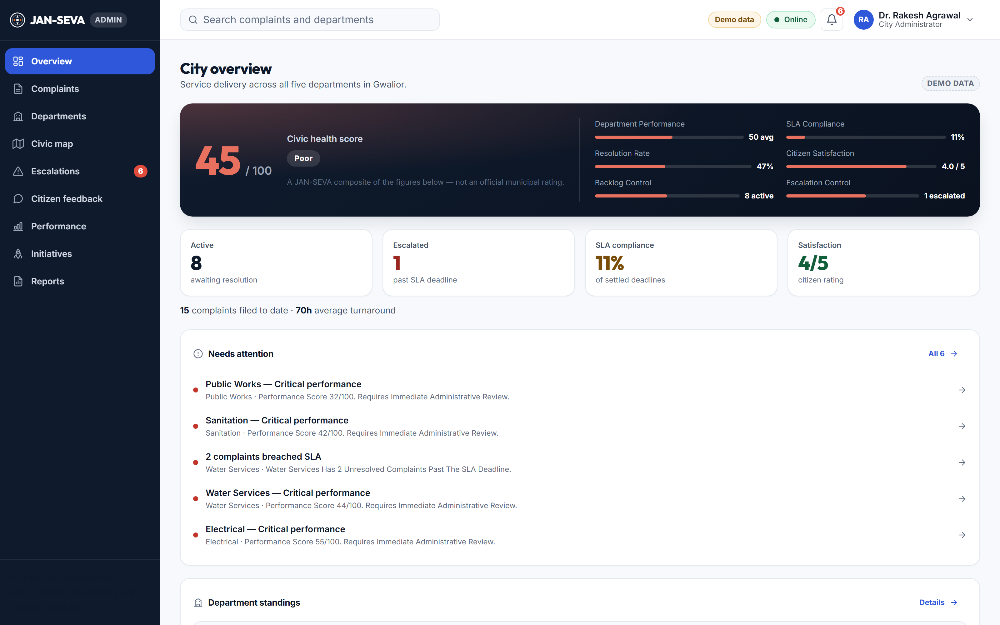 JAN-SEVA ADMIN
Overview
Complaints
Departments
Civic map
Escalations 6
Citizen feedback
Performance
Initiatives
Reports
Search complaints and departments
Demo data
Online
6
RA
Dr. Rakesh Agrawal
City Administrator
City overview
Service delivery across all five departments in Gwalior.
DEMO DATA
45 / 100
Civic health score
Poor
A JAN-SEVA composite of the figures below — not an official municipal rating.
Department Performance
50 avg
SLA Compliance
11%
Resolution Rate
47%
Citizen Satisfaction
4.0 / 5
Backlog Control
8 active
Escalation Control
1 escalated
Active
8
awaiting resolution
Escalated
1
past SLA deadline
SLA compliance
11%
of settled deadlines
Satisfaction
4/5
citizen rating
15 complaints filed to date · 70h average turnaround
Needs attention
All 6
Public Works — Critical performance
Public Works · Performance Score 32/100. Requires Immediate Administrative Review.
Sanitation — Critical performance
Sanitation · Performance Score 42/100. Requires Immediate Administrative Review.
2 complaints breached SLA
Water Services · Water Services Has 2 Unresolved Complaints Past The SLA Deadline.
Water Services — Critical performance
Water Services · Performance Score 44/100. Requires Immediate Administrative Review.
Electrical — Critical performance
Electrical · Performance Score 55/100. Requires Immediate Administrative Review.
Department standings
Details